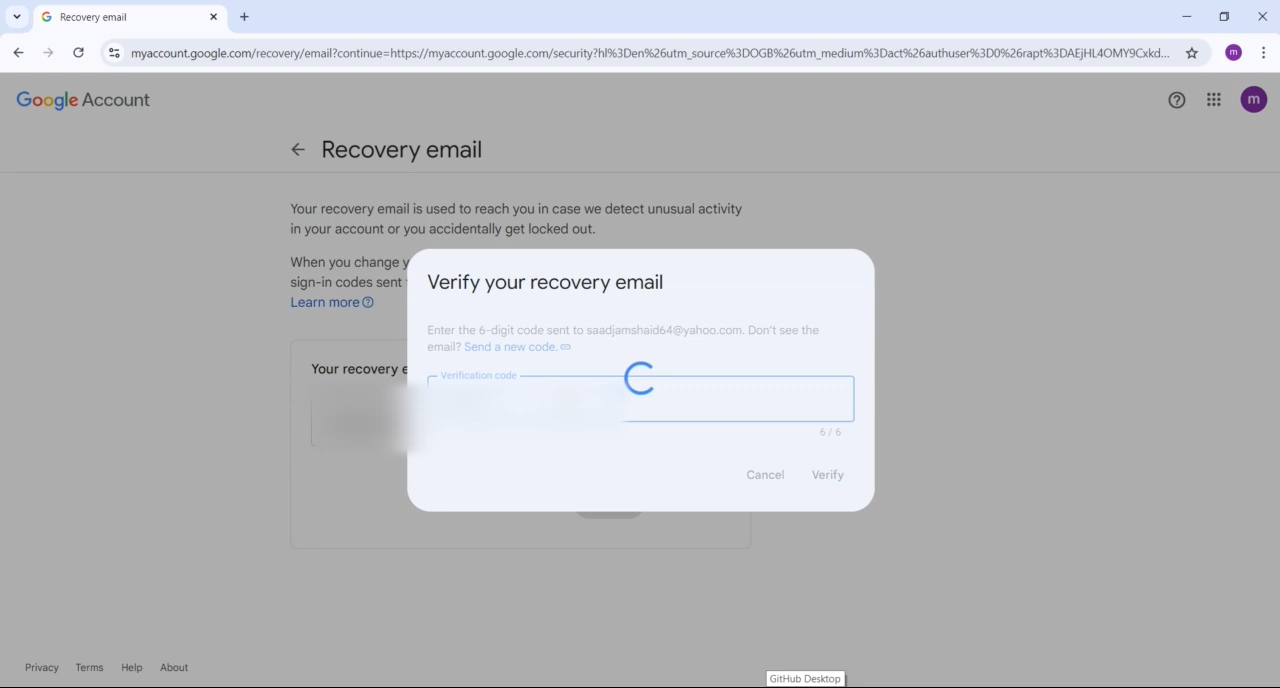 Recovery email
myaccount.google.com/recovery/email?continue=https://myaccount.google.com/security?hl%3Den%26utm_source%3DOGB%26utm_medium%3Dact%26authuser%3D0%26rapt%3DAEjHL4OMY9Cxkd...
m
Google Account
m
Recovery email
Your recovery email is used to reach you in case we detect unusual activity
in your account or you accidentally get locked out.
When you change y
sign-in codes sent
Learn more
Your recovery e
Verify your recovery email
Enter the 6-digit code sent to saadjamshaid64@yahoo.com. Don't see the
email? Send a new code.
Verification code
6 / 6
Cancel Verify
Privacy Terms Help About
GitHub Desktop